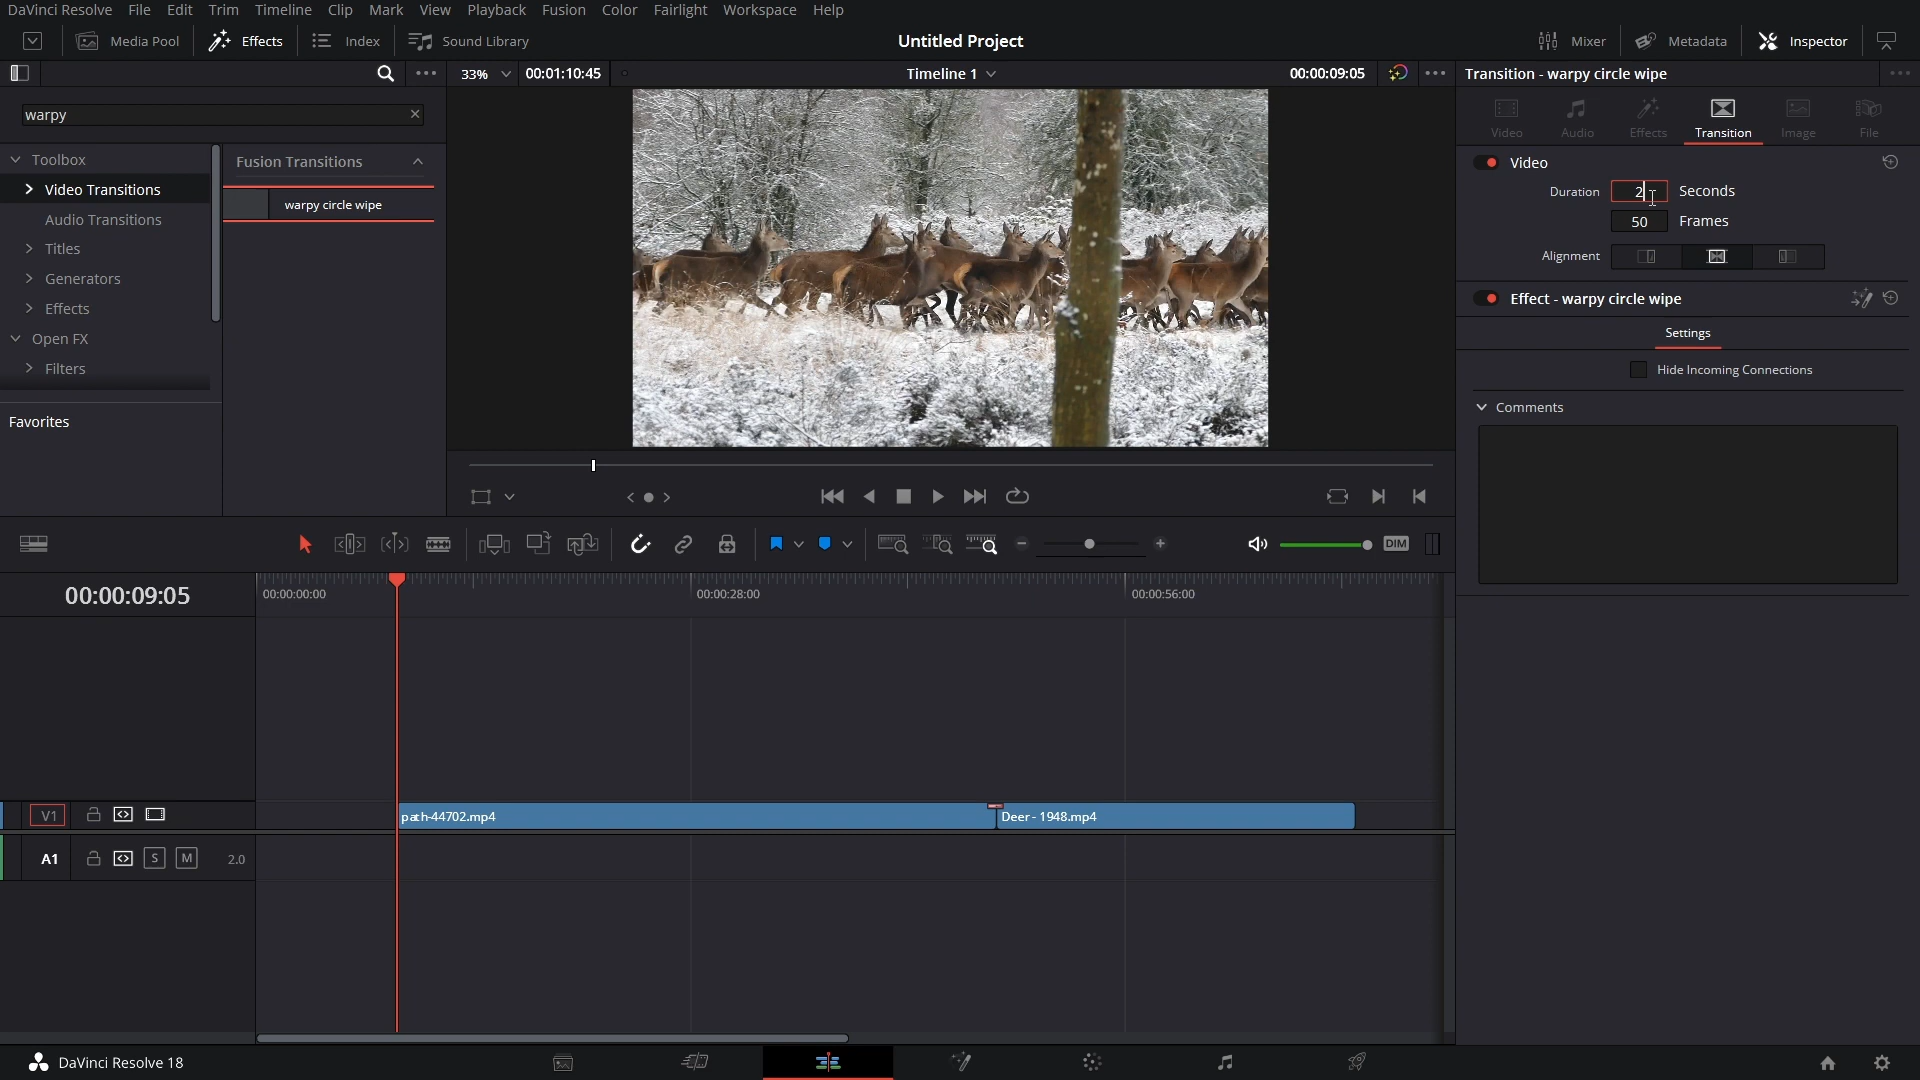 DaVinci Resolve File Edit Trim Timeline Clip Mark View Playback Fusion Color Fairlight Workspace Help
Media Pool Effects Index Sound Library Untitled Project Mixer Metadata Inspector
33% 00:01:10:45 Timeline 1 00:00:09:05 Transition - warpy circle wipe
warpy
Video Audio Effects Transition Image File
Toolbox
Video Transitions
Audio Transitions
Titles
Generators
Effects
Open FX
Filters
Favorites
Fusion Transitions
warpy circle wipe
Video
Duration 2 Seconds
50 Frames
Alignment
Effect - warpy circle wipe
Settings
Hide Incoming Connections
Comments
DIM
00:00:09:05 00:00:00:00 00:00:28:00 00:00:56:00
V1 path-44702.mp4 Deer - 1948.mp4
A1 S M 2.0
DaVinci Resolve 18